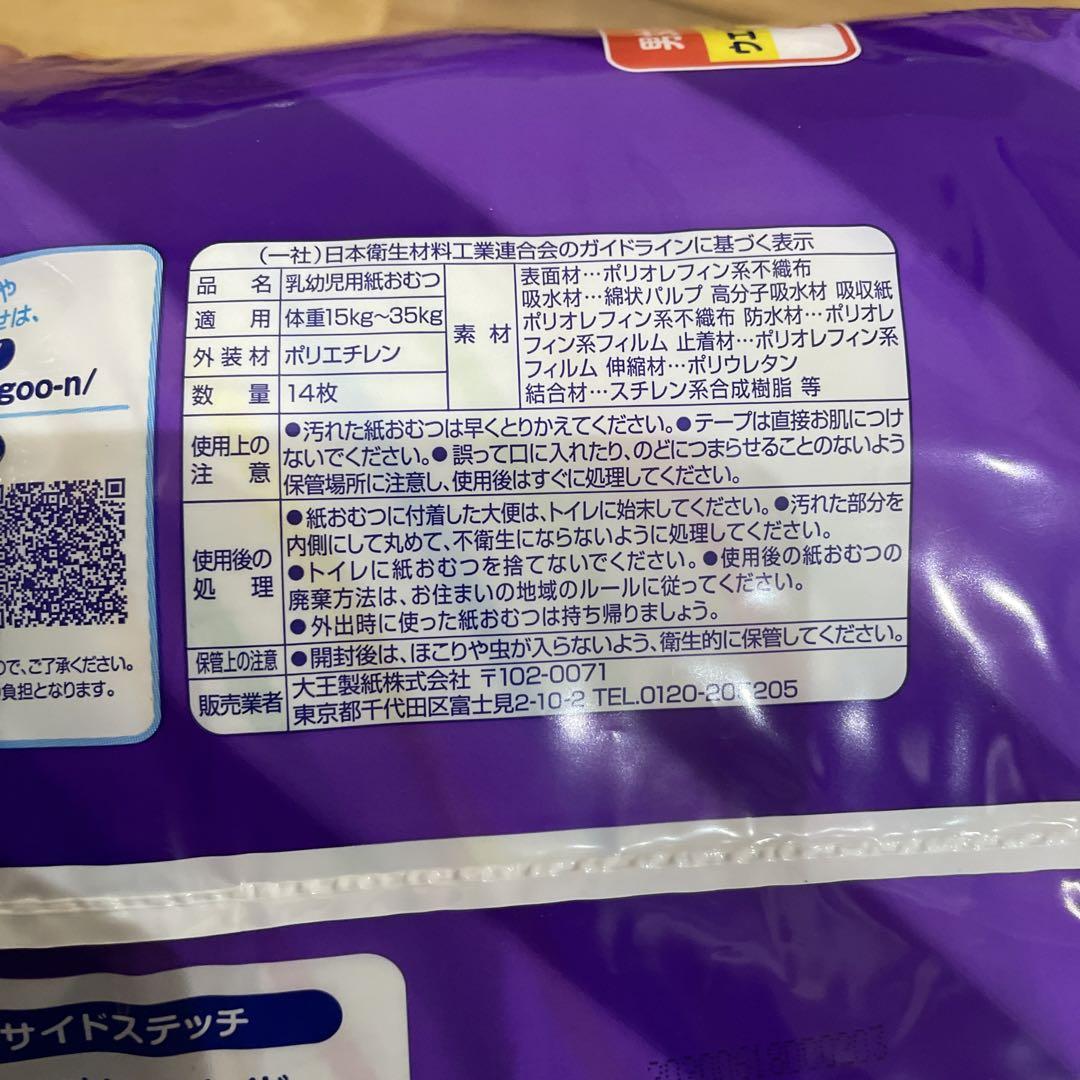 男
ウエ
(一社)日本衛生材料工業連合会のガイドラインに基づく表示
品 名 乳幼児用紙おむつ
適 用 体重15kg~35kg
外装材 ポリエチレン
数 量 14枚
素 材
表面材…ポリオレフィン系不織布
吸水材…綿状パルプ 高分子吸水材 吸収紙
ポリオレフィン系不織布 防水材…ポリオレ
フィン系フィルム 止着材…ポリオレフィン系
フィルム 伸縮材…ポリウレタン
結合材…スチレン系合成樹脂 等
使用上の注意
●汚れた紙おむつは早くとりかえてください。●テープは直接お肌につけ
ないでください。●誤って口に入れたり、のどにつまらせることのないよう
保管場所に注意し、使用後はすぐに処理してください。
使用後の処理
●紙おむつに付着した大便は、トイレに始末してください。●汚れた部分を
内側にして丸めて、不衛生にならないように処理してください。
●トイレに紙おむつを捨てないでください。●使用後の紙おむつの
廃棄方法は、お住まいの地域のルールに従ってください。
●外出時に使った紙おむつは持ち帰りましょう。
保管上の注意 ●開封後は、ほこりや虫が入らないよう、衛生的に保管してください。
販売業者 大王製紙株式会社 〒102-0071
東京都千代田区富士見2-10-2 TEL.0120-205205
や
せは、
goo-n/
ので、ご了承ください。
負担となります。
サイドステッチ